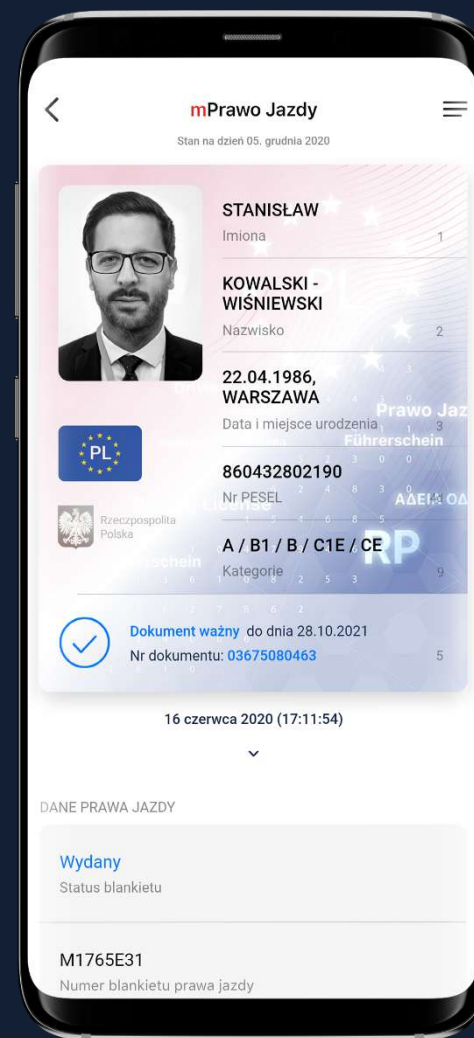 mPrawo Jazdy
Stan na dzień 05. grudnia 2020
STANISŁAW
Imiona 1
KOWALSKI -
WIŚNIEWSKI
Nazwisko 2
22.04.1986,
WARSZAWA
Data i miejsce urodzenia 3
Prawo Jaz
Führerschein
PL
860432802190
Nr PESEL
ΑΔΕΙΑ ΟΔ
Rzeczpospolita
Polska
A / B1 / B / C1E / CE
RP
Kategorie 9
Dokument ważny do dnia 28.10.2021
Nr dokumentu: 03675080463 5
16 czerwca 2020 (17:11:54)
DANE PRAWA JAZDY
Wydany
Status blankietu
M1765E31
Numer blankietu prawa jazdy